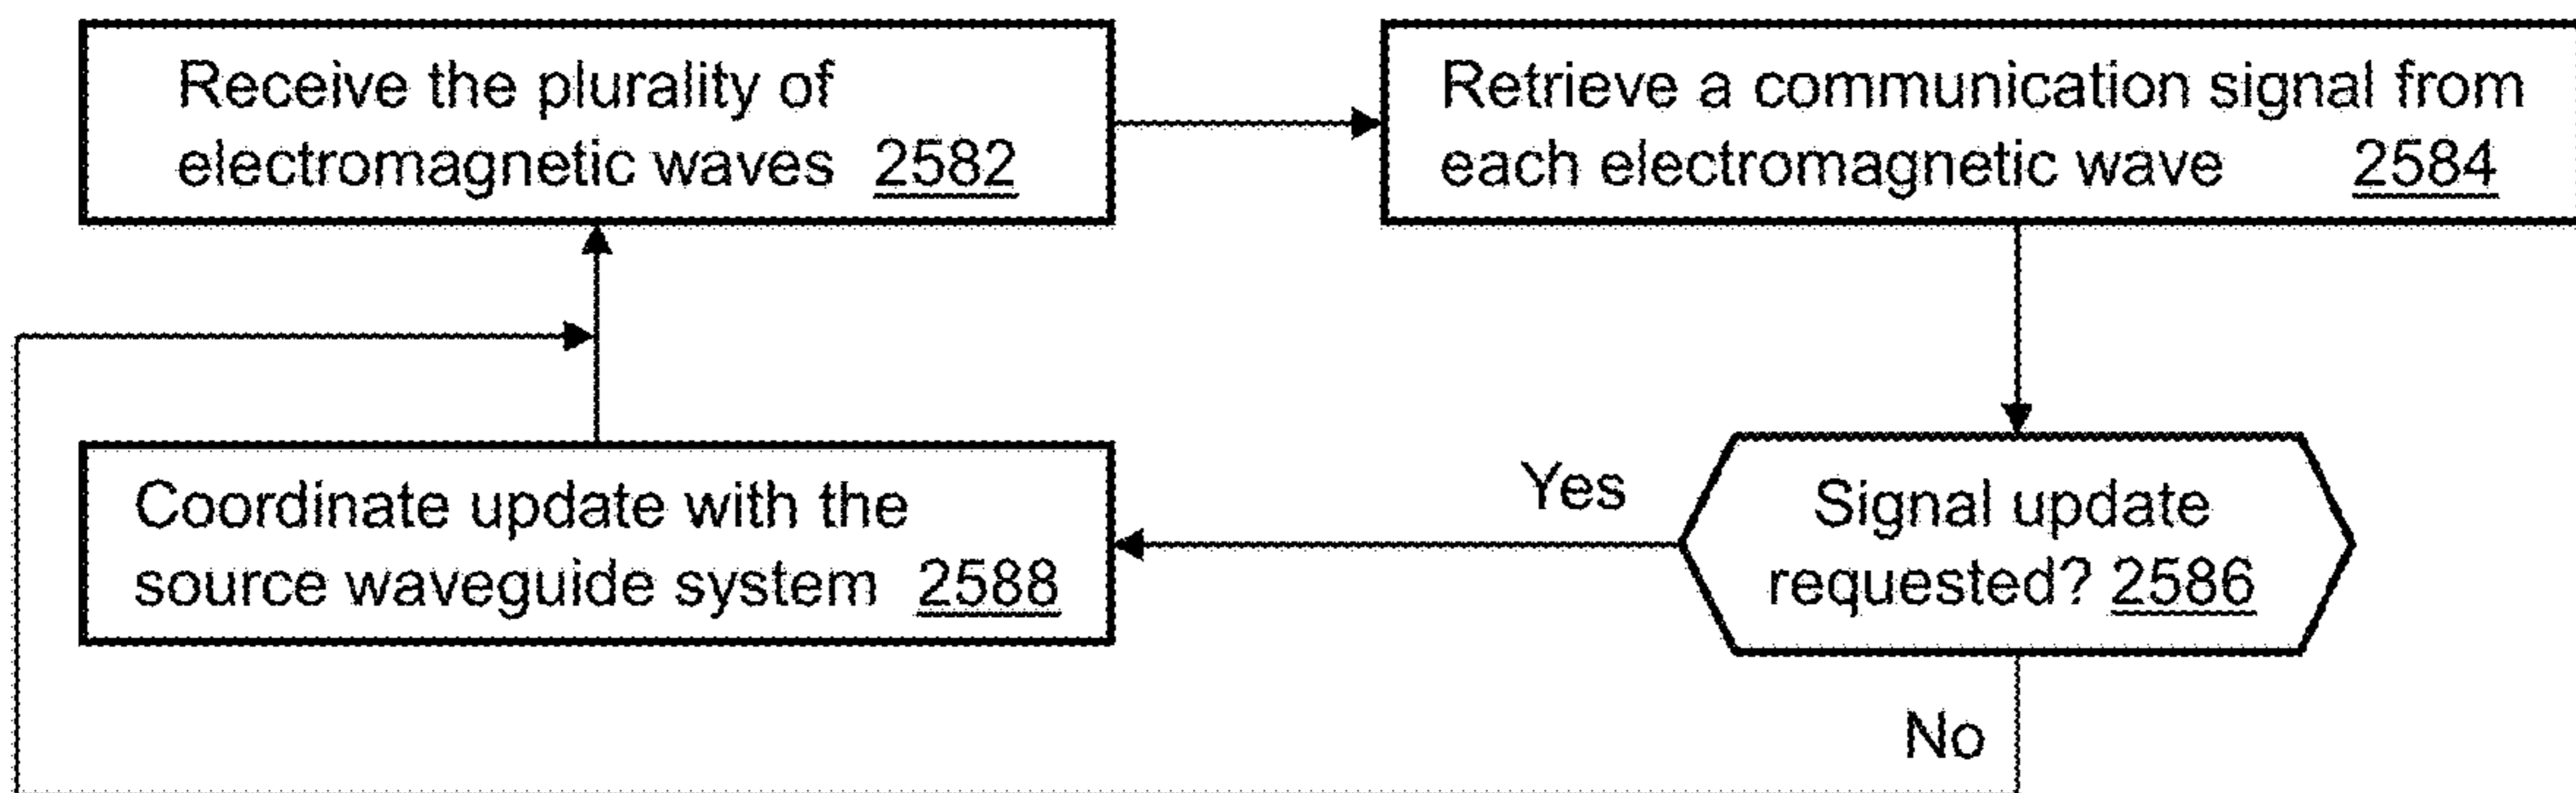 Receive the plurality of
electromagnetic waves 2582
Retrieve a communication signal from
each electromagnetic wave 2584
Signal update
requested? 2586
Yes
Coordinate update with the
source waveguide system 2588
No